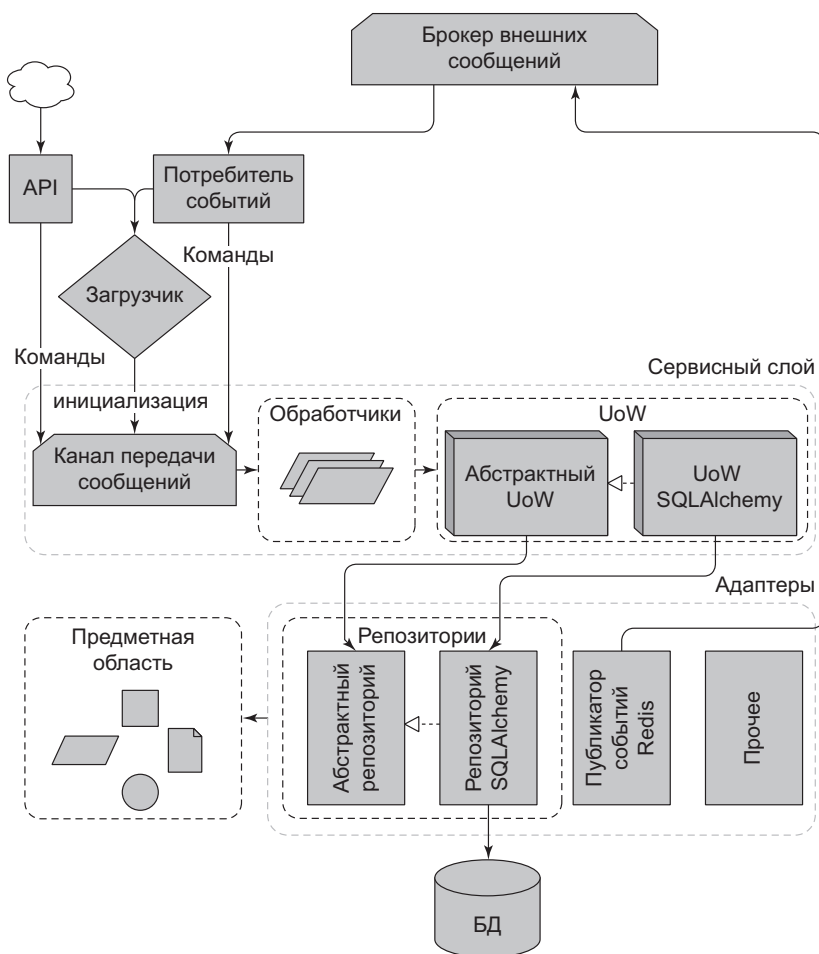 Брокер внешних
сообщений
API
Потребитель
событий
Команды
Загрузчик
Команды
Сервисный слой
инициализация
Обработчики
UoW
Канал передачи
сообщений
Абстрактный
UoW
UoW
SQLAlchemy
Адаптеры
Предметная
область
Репозитории
Абстрактный
репозиторий
Репозиторий
SQLAlchemy
Публикатор
событий
Redis
Прочее
БД